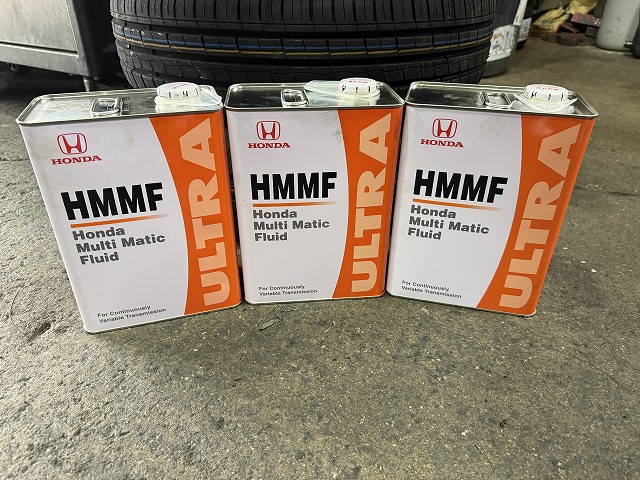 HONDA
HMMF
Honda
Multi Matic
Fluid
For Continuously
Variable Transmission
ULTRA
HONDA
HMMF
Honda
Multi Matic
Fluid
For Continuously
Variable Transmission
ULTRA
HONDA
HMMF
Honda
Multi Matic
Fluid
For Continuously
Variable Transmission
ULTRA